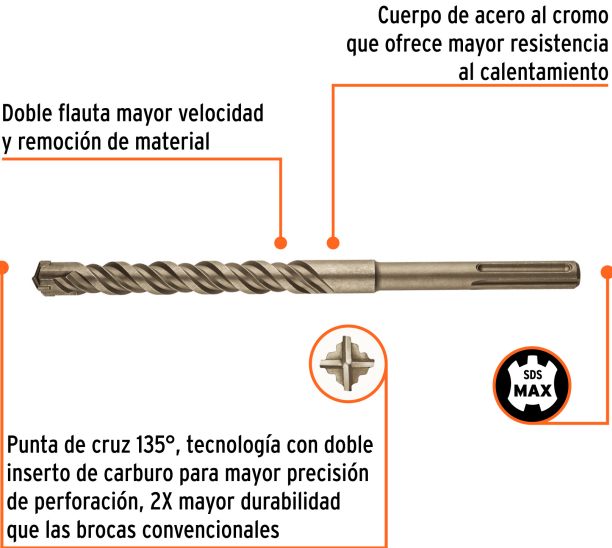 Cuerpo de acero al cromo
que ofrece mayor resistencia
al calentamiento
Doble flauta mayor velocidad
y remoción de material
SDS
MAX
Punta de cruz 135°, tecnología con doble
inserto de carburo para mayor precisión
de perforación, 2X mayor durabilidad
que las brocas convencionales